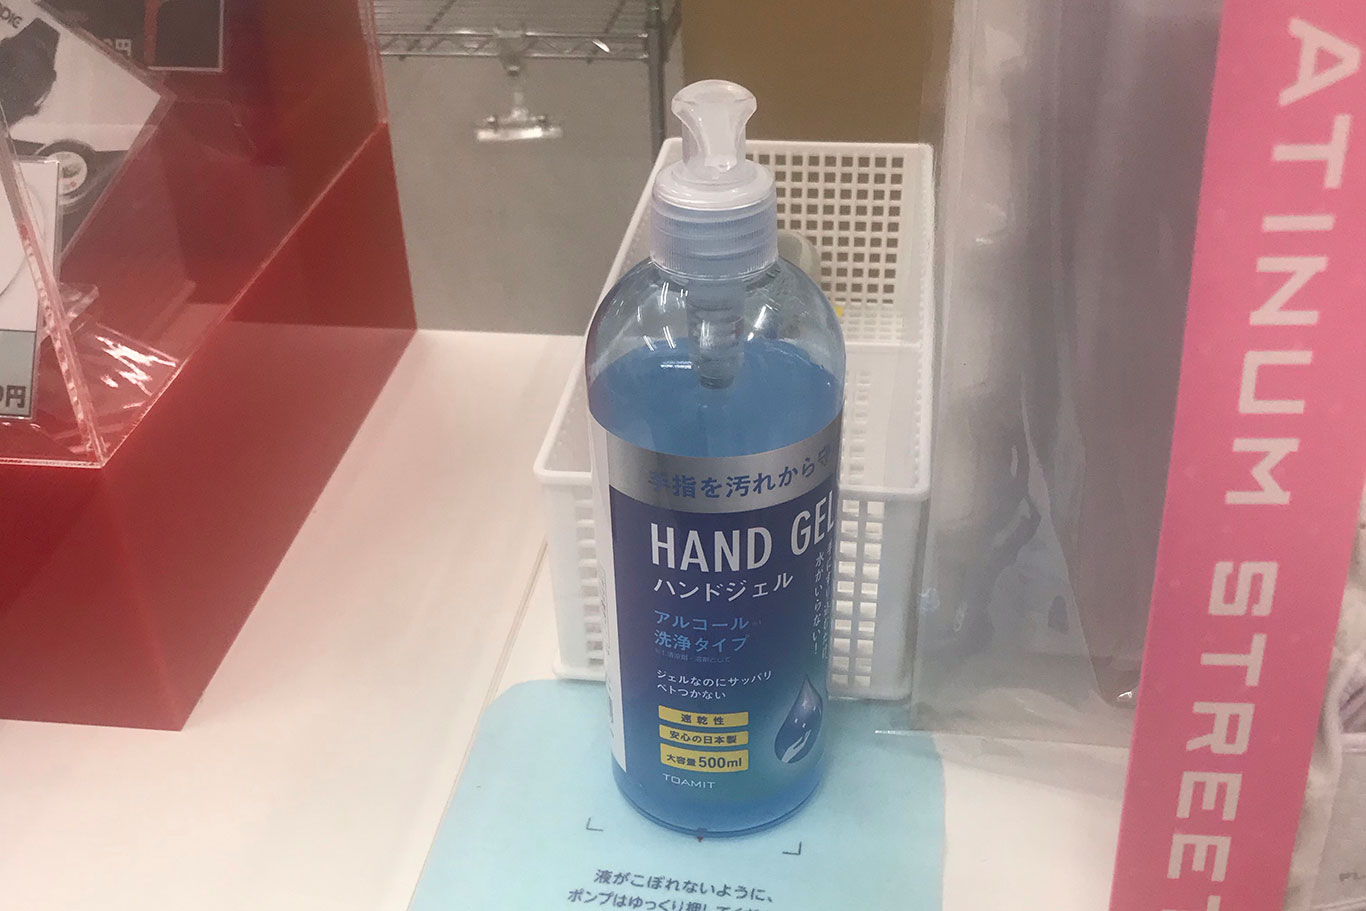 手指を汚れから守
HAND GEL
ハンドジェル
水がいらない!
アルコール※1
洗浄タイプ
ジェルなのにサッパリ
ベトつかない
速乾性
安心の日本製
大容量500ml
TOAMIT
液がこぼれないように、
ポンプはゆっくり押して
ATINUM STREET
円
円